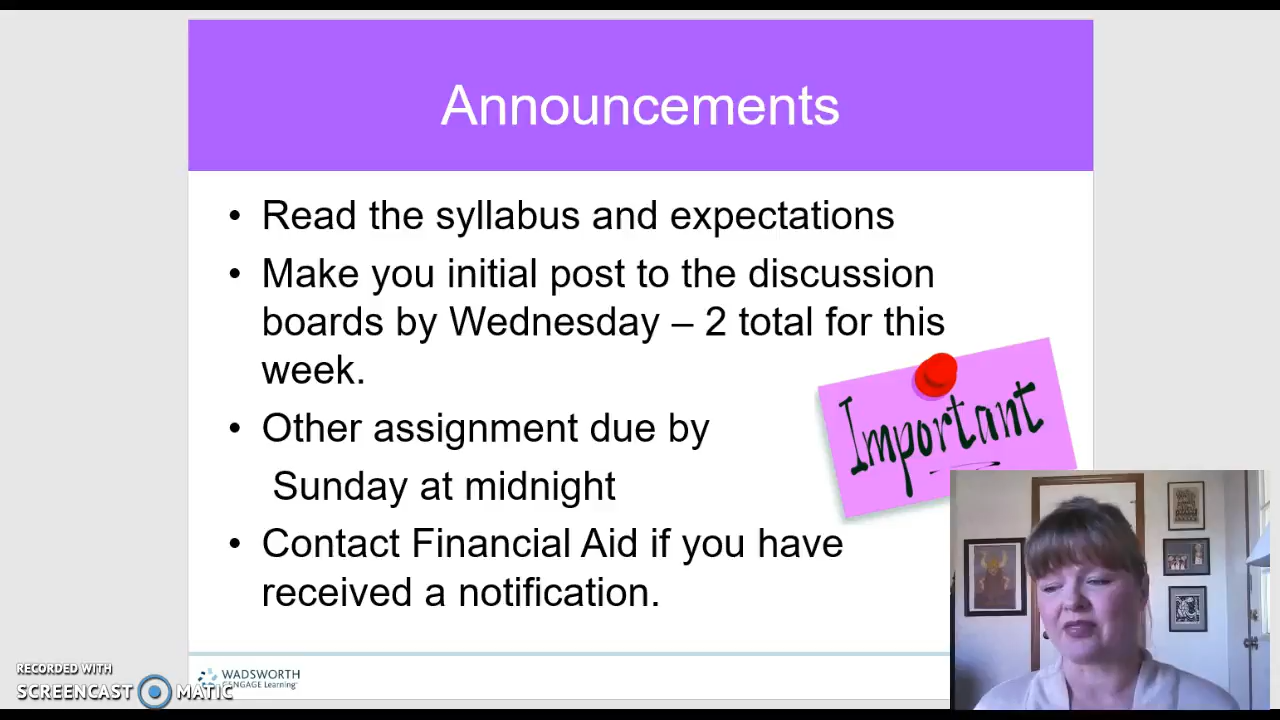 Announcements
• Read the syllabus and expectations
• Make you initial post to the discussion
boards by Wednesday – 2 total for this
week.
• Other assignment due by
Sunday at midnight
• Contact Financial Aid if you have
received a notification.
Important
WADSWORTH
CENGAGE Learning™
RECORDED WITH
SCREENCAST MATIC